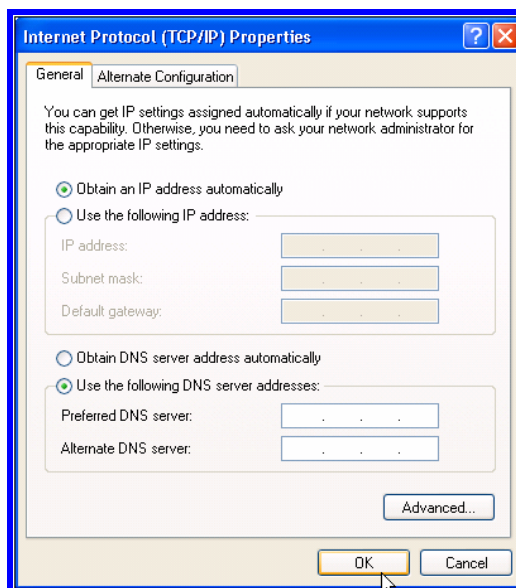 Internet Protocol (TCP/IP) Properties
General
Alternate Configuration
You can get IP settings assigned automatically if your network supports
this capability. Otherwise, you need to ask your network administrator for
the appropriate IP settings.
Obtain an IP address automatically
Use the following IP address:
IP address:
Subnet mask:
Default gateway:
Obtain DNS server address automatically
Use the following DNS server addresses:
Preferred DNS server:
Alternate DNS server:
Advanced...
OK
Cancel